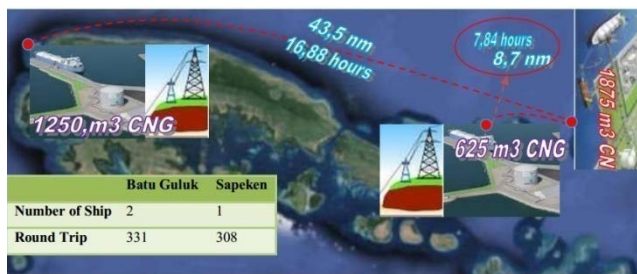 43,5 nm
16,88 hours
7,84 hours
8,7 nm
1875 m3 CN
1250,m3 CNG
625 m3 CNG
Batu Guluk Sapeken
Number of Ship 2 1
Round Trip 331 308